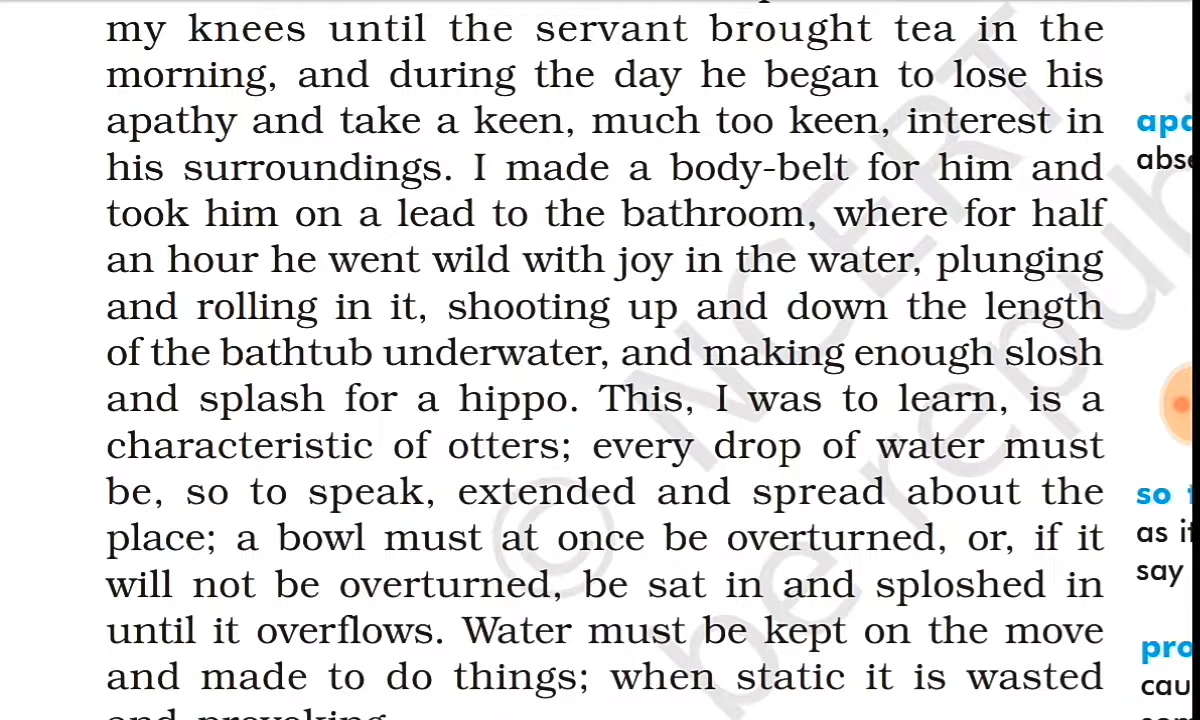 my knees until the servant brought tea in the
morning, and during the day he began to lose his
apathy and take a keen, much too keen, interest in
his surroundings. I made a body-belt for him and
took him on a lead to the bathroom, where for half
an hour he went wild with joy in the water, plunging
and rolling in it, shooting up and down the length
of the bathtub underwater, and making enough slosh
and splash for a hippo. This, I was to learn, is a
characteristic of otters; every drop of water must
be, so to speak, extended and spread about the
place; a bowl must at once be overturned, or, if it
will not be overturned, be sat in and sploshed in
until it overflows. Water must be kept on the move
and made to do things; when static it is wasted
and provoking.
so
as
say
© NCERT
be